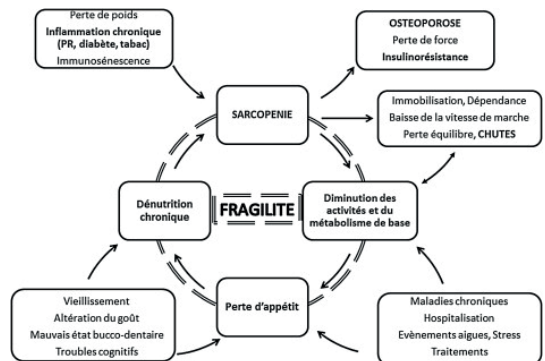 Perte de poids
Inflammation chronique
(PR, diabète, tabac)
Immunosénescence
OSTEOPOROSE
Perte de force
Insulinorésistance
SARCOPENIE
Immobilisation, Dépendance
Baisse de la vitesse de marche
Perte équilibre, CHUTES
Dénutrition
chronique
FRAGILITE
Diminution des
activités et du
métabolisme de base
Perte d'appétit
Vieillissement
Altération du goût
Mauvais état bucco-dentaire
Troubles cognitifs
Maladies chroniques
Hospitalisation
Evènements aigues, Stress
Traitements